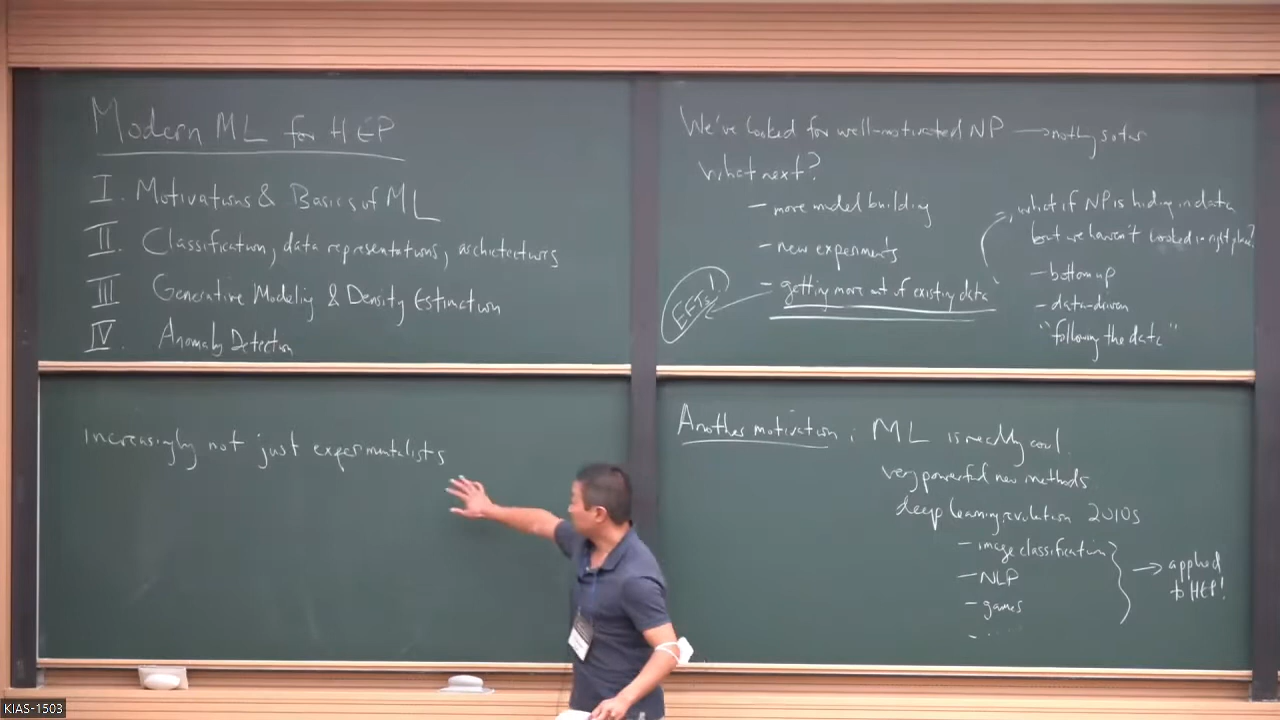 Modern ML for HEP
I. Motivations & Basics of ML
II. Classification, data representations, architectures
III Generative Modeling & Density Estimation
IV. Anomaly Detection
We've looked for well-motivated NP → nothing so far
What next?
– more model building
– new experiments
– getting more out of existing data
EFTs!
what if NP is hiding in data
but we haven't looked in right place?
– bottom up
– data-driven
"following the data"
Increasingly not just experimentalists
Another motivation: ML is really cool.
very powerful new methods
deep learning revolution 2010s
– image classification
– NLP
– games
– .....
→ applied
to HEP!
KIAS-1503